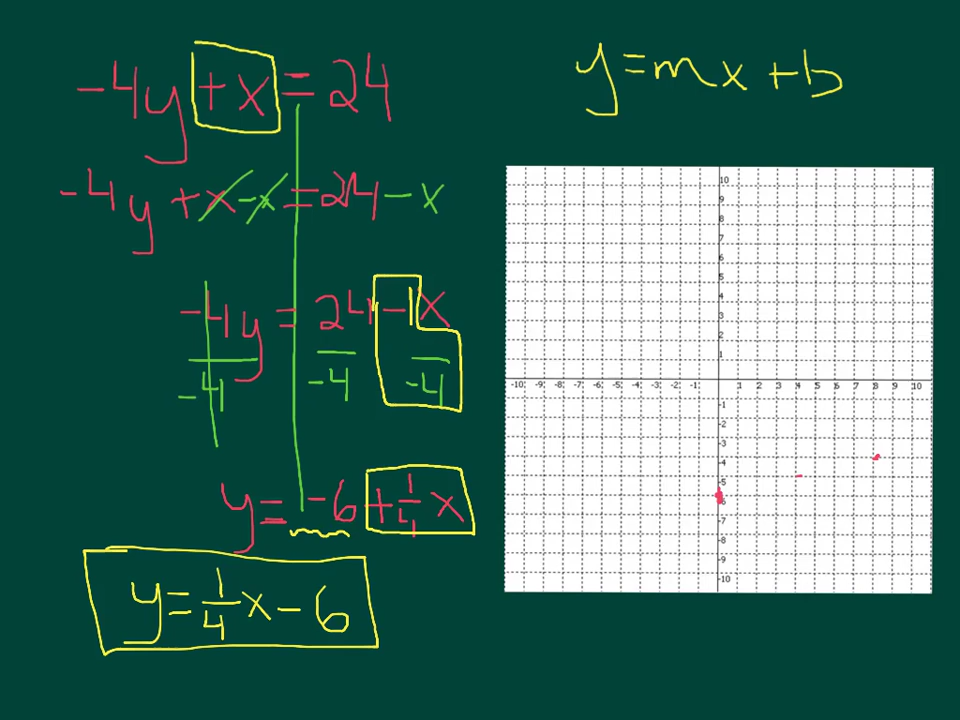 -4y + x = 24
y = mx + b
-4y + x - x = 24 - x
-4y = 24 - 1x
-4 -4 -4
y = -6 + 1/4 x
y = 1/4 x - 6
10
9
8
7
6
5
4
3
2
1
-10 -9 -8 -7 -6 -5 -4 -3 -2 -1 1 2 3 4 5 6 7 8 9 10
-1
-2
-3
-4
-5
-6
-7
-8
-9
-10